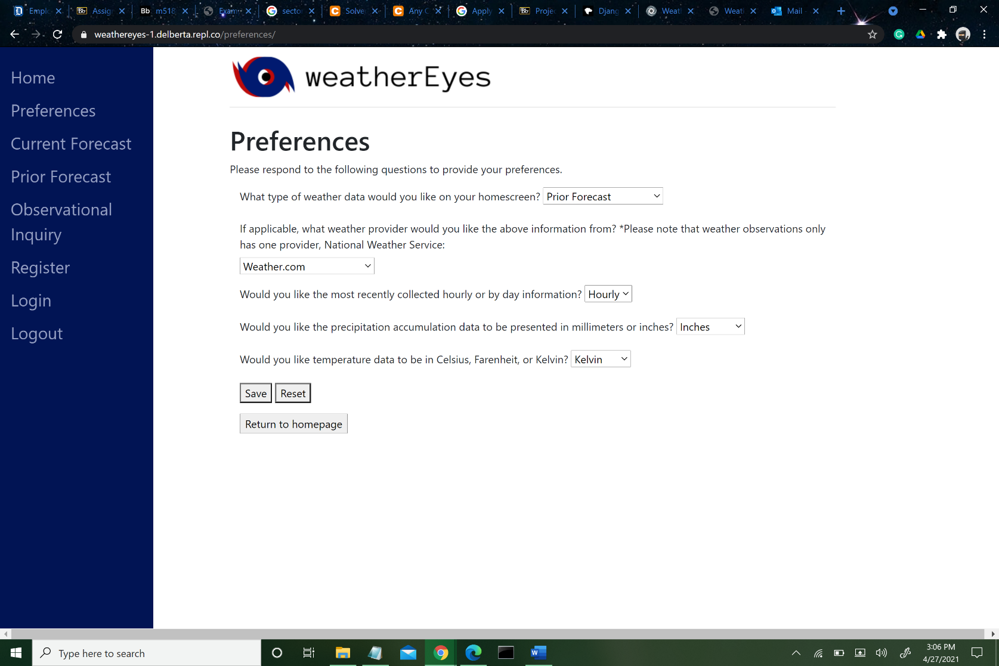 Emplo
Assig
Bb m518
Exam
secto
Solve
Any C
Apply
Proje
Djang
Weat
Weat
Mail
weathereyes-1.delberta.repl.co/preferences/
Home
Preferences
Current Forecast
Prior Forecast
Observational
Inquiry
Register
Login
Logout
weatherEyes
Preferences
Please respond to the following questions to provide your preferences.
What type of weather data would you like on your homescreen? Prior Forecast
If applicable, what weather provider would you like the above information from? *Please note that weather observations only
has one provider, National Weather Service:
Weather.com
Would you like the most recently collected hourly or by day information? Hourly
Would you like the precipitation accumulation data to be presented in millimeters or inches? Inches
Would you like temperature data to be in Celsius, Farenheit, or Kelvin? Kelvin
Save Reset
Return to homepage
Type here to search
3:06 PM
4/27/2021